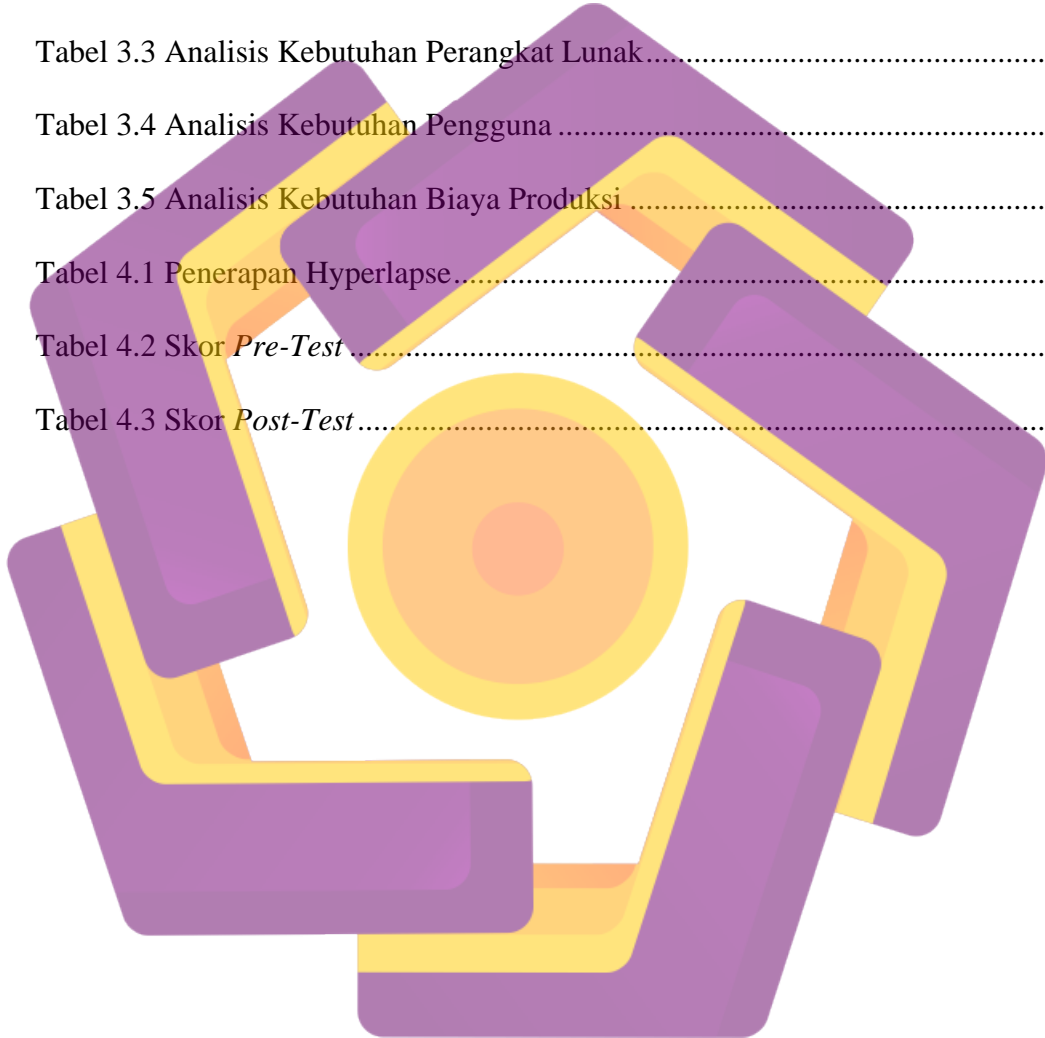 Tabel 3.3 Analisis Kebutuhan Perangkat Lunak................................................
Tabel 3.4 Analisis Kebutuhan Pengguna ...........................................................
Tabel 3.5 Analisis Kebutuhan Biaya Produksi ..................................................
Tabel 4.1 Penerapan Hyperlapse........................................................................
Tabel 4.2 Skor Pre-Test .....................................................................................
Tabel 4.3 Skor Post-Test ....................................................................................